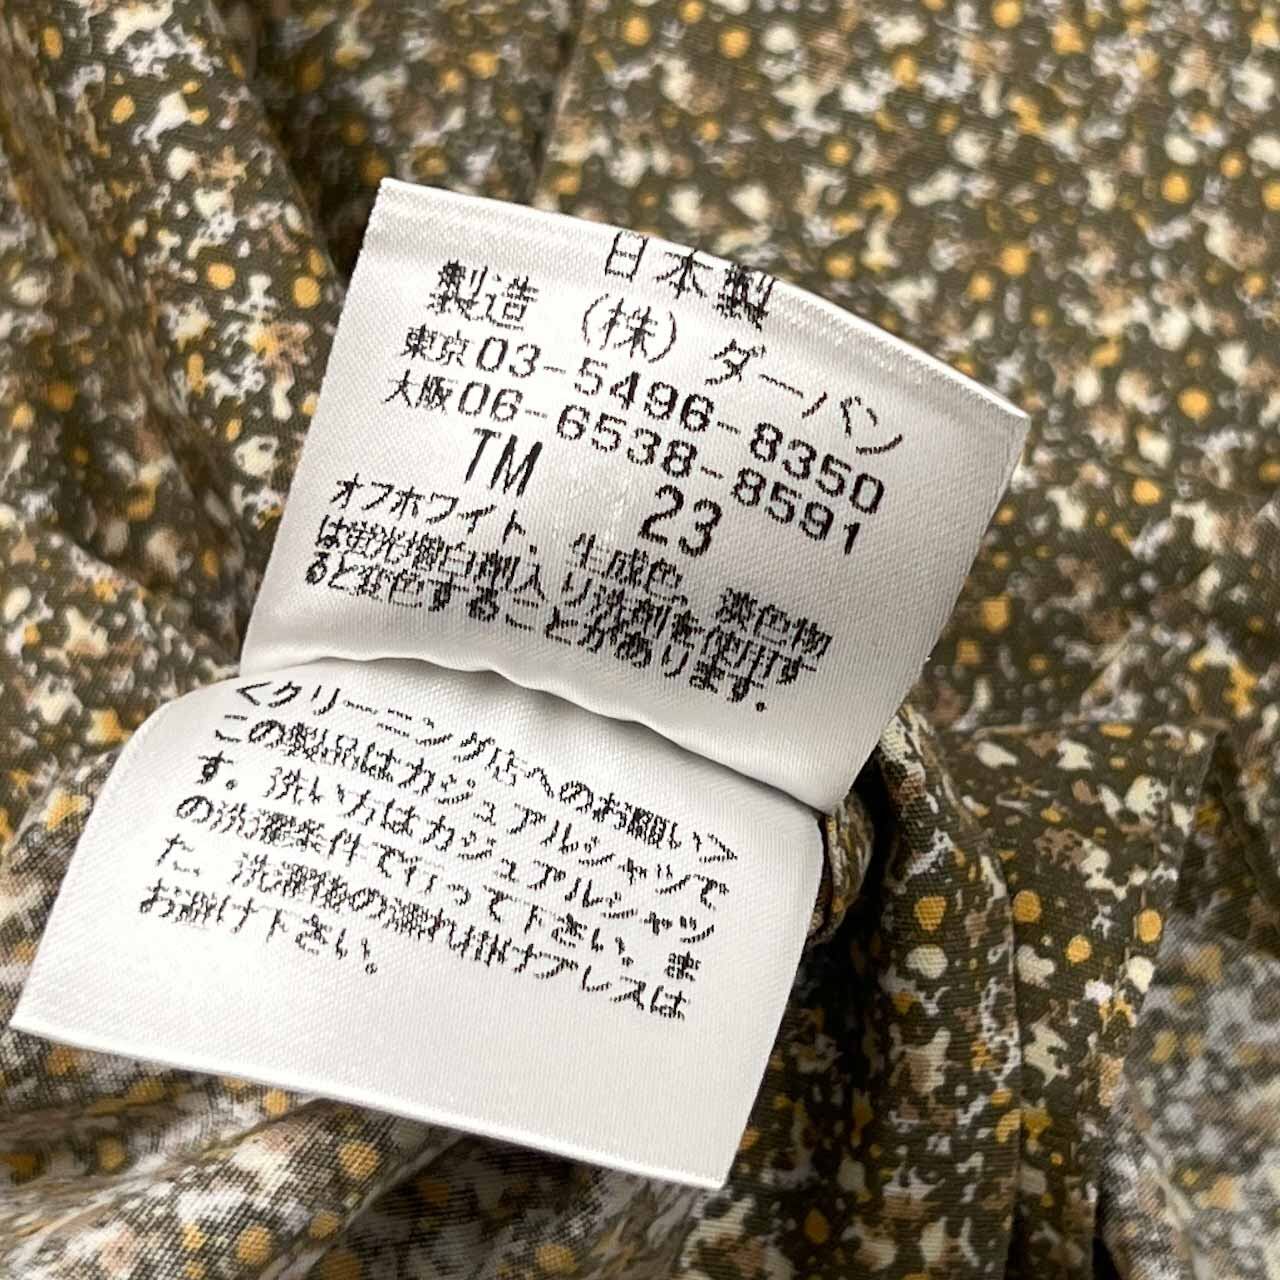 日本製
製造 (株) ダーバン
東京03-5496-8350
大阪06-6538-8591
TM 23
オフホワイト、生成色、淡色物
は蛍光増白剤入り洗剤を使用す
ると変色することがあります。
＜クリーニング店へのお願い＞
この製品はカジュアルシャツで
す。洗い方はカジュアルシャツ
の洗濯条件で行って下さい。ま
た、洗濯後の濡れ掛けプレスは
お避け下さい。